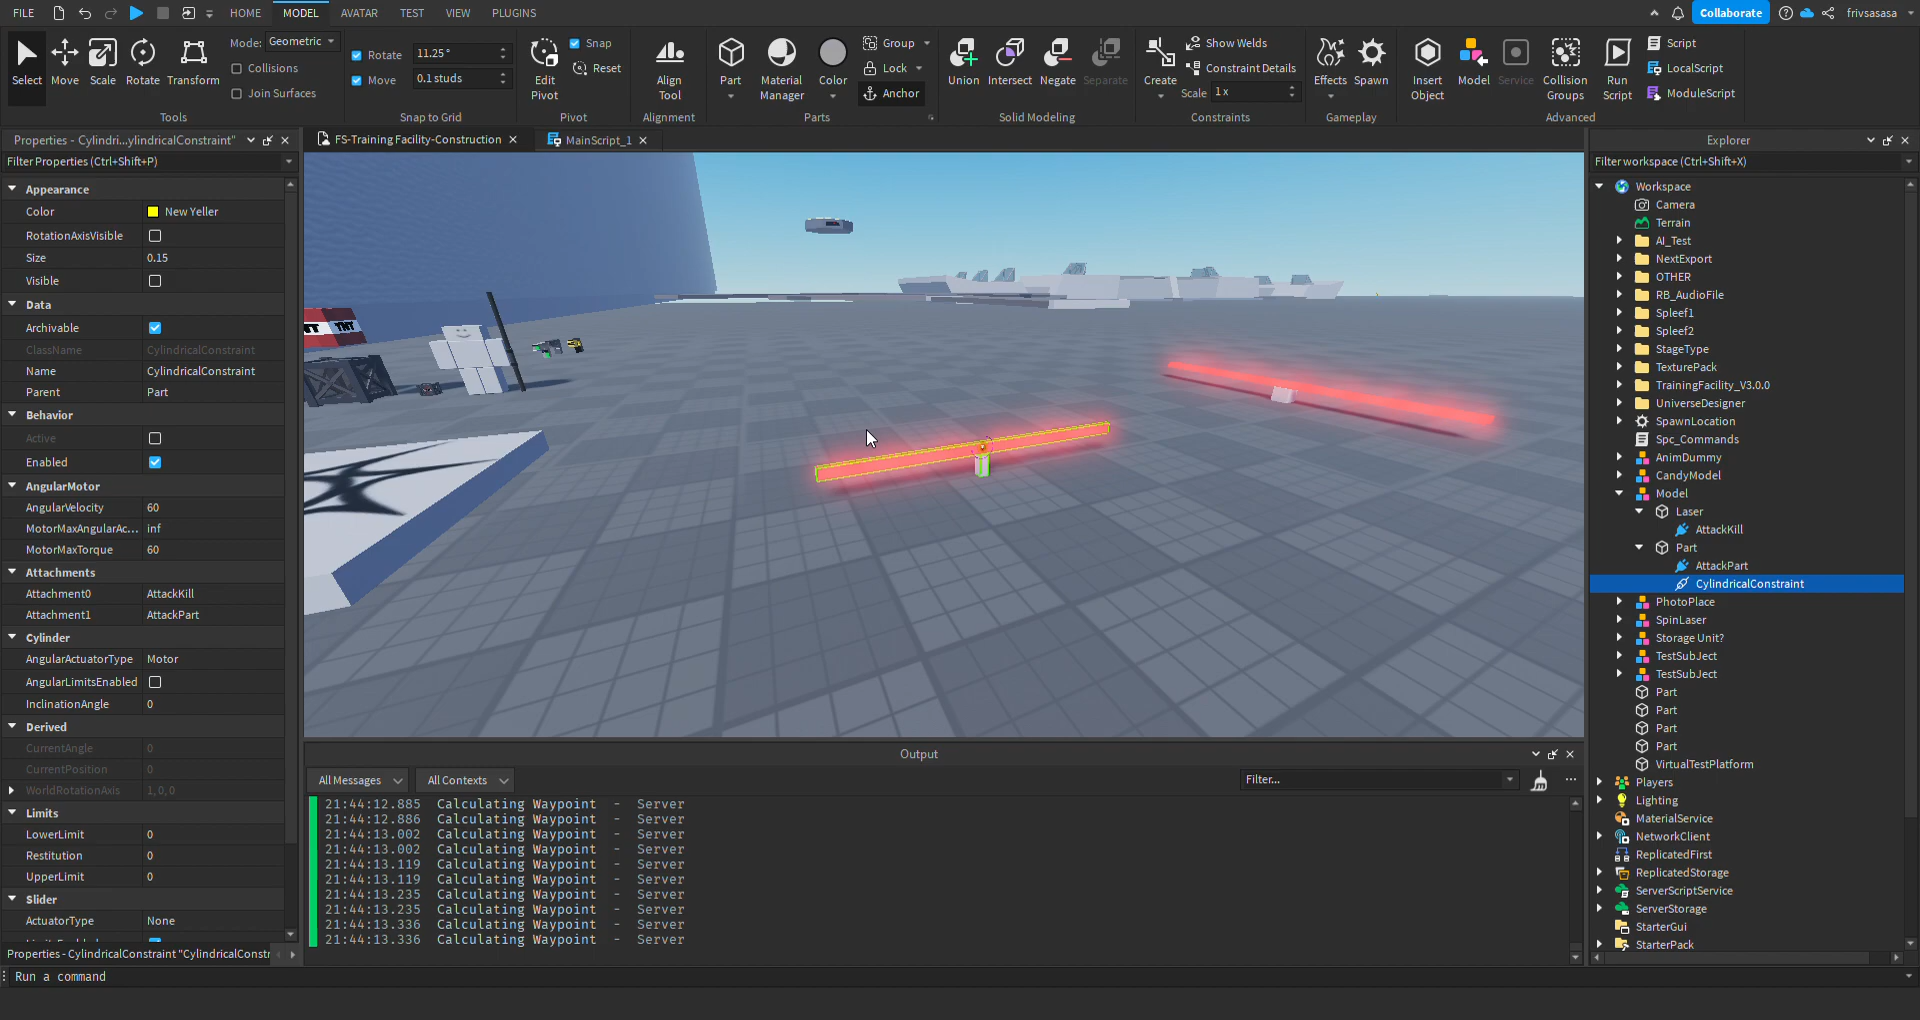 FILE HOME MODEL AVATAR TEST VIEW PLUGINS Collaborate frivsasasa
Select Move Scale Rotate Transform
Mode: Geometric
Collisions
Join Surfaces
Tools
Rotate 11.25 °
Move 0.1 studs
Snap to Grid
Edit Pivot
Snap
Reset
Pivot
Align Tool
Alignment
Part
Material Manager
Color
Group
Lock
Anchor
Parts
Union Intersect Negate Separate
Solid Modeling
Create
Show Welds
Constraint Details
Scale 1 x
Constraints
Effects Spawn
Gameplay
Insert Object
Model
Service
Collision Groups
Run Script
Script
LocalScript
ModuleScript
Advanced
Properties - Cylindri...ylindricalConstraint"
Filter Properties (Ctrl+Shift+P)
Appearance
Color New Yeller
RotationAxisVisible
Size 0.15
Visible
Data
Archivable
ClassName CylindricalConstraint
Name CylindricalConstraint
Parent Part
Behavior
Active
Enabled
AngularMotor
AngularVelocity 60
MotorMaxAngularAc... inf
MotorMaxTorque 60
Attachments
Attachment0 AttackKill
Attachment1 AttackPart
Cylinder
AngularActuatorType Motor
AngularLimitsEnabled
InclinationAngle 0
Derived
CurrentAngle 0
CurrentPosition 0
WorldRotationAxis 1, 0, 0
Limits
LowerLimit 0
Restitution 0
UpperLimit 0
Slider
ActuatorType None
Properties - CylindricalConstraint "CylindricalConstr
FS-Training Facility-Construction
MainScript_1
TNT
Output
All Messages All Contexts Filter...
21:44:12.885 Calculating Waypoint - Server
21:44:12.886 Calculating Waypoint - Server
21:44:13.002 Calculating Waypoint - Server
21:44:13.002 Calculating Waypoint - Server
21:44:13.119 Calculating Waypoint - Server
21:44:13.119 Calculating Waypoint - Server
21:44:13.235 Calculating Waypoint - Server
21:44:13.235 Calculating Waypoint - Server
21:44:13.336 Calculating Waypoint - Server
21:44:13.336 Calculating Waypoint - Server
Explorer
Filter workspace (Ctrl+Shift+X)
Workspace
Camera
Terrain
AI_Test
NextExport
OTHER
RB_AudioFile
Spleef1
Spleef2
StageType
TexturePack
TrainingFacility_V3.0.0
UniverseDesigner
SpawnLocation
Spc_Commands
AnimDummy
CandyModel
Model
Laser
AttackKill
Part
AttackPart
CylindricalConstraint
PhotoPlace
SpinLaser
Storage Unit?
TestSubJect
TestSubJect
Part
Part
Part
Part
VirtualTestPlatform
Players
Lighting
MaterialService
NetworkClient
ReplicatedFirst
ReplicatedStorage
ServerScriptService
ServerStorage
StarterGui
StarterPack
Run a command